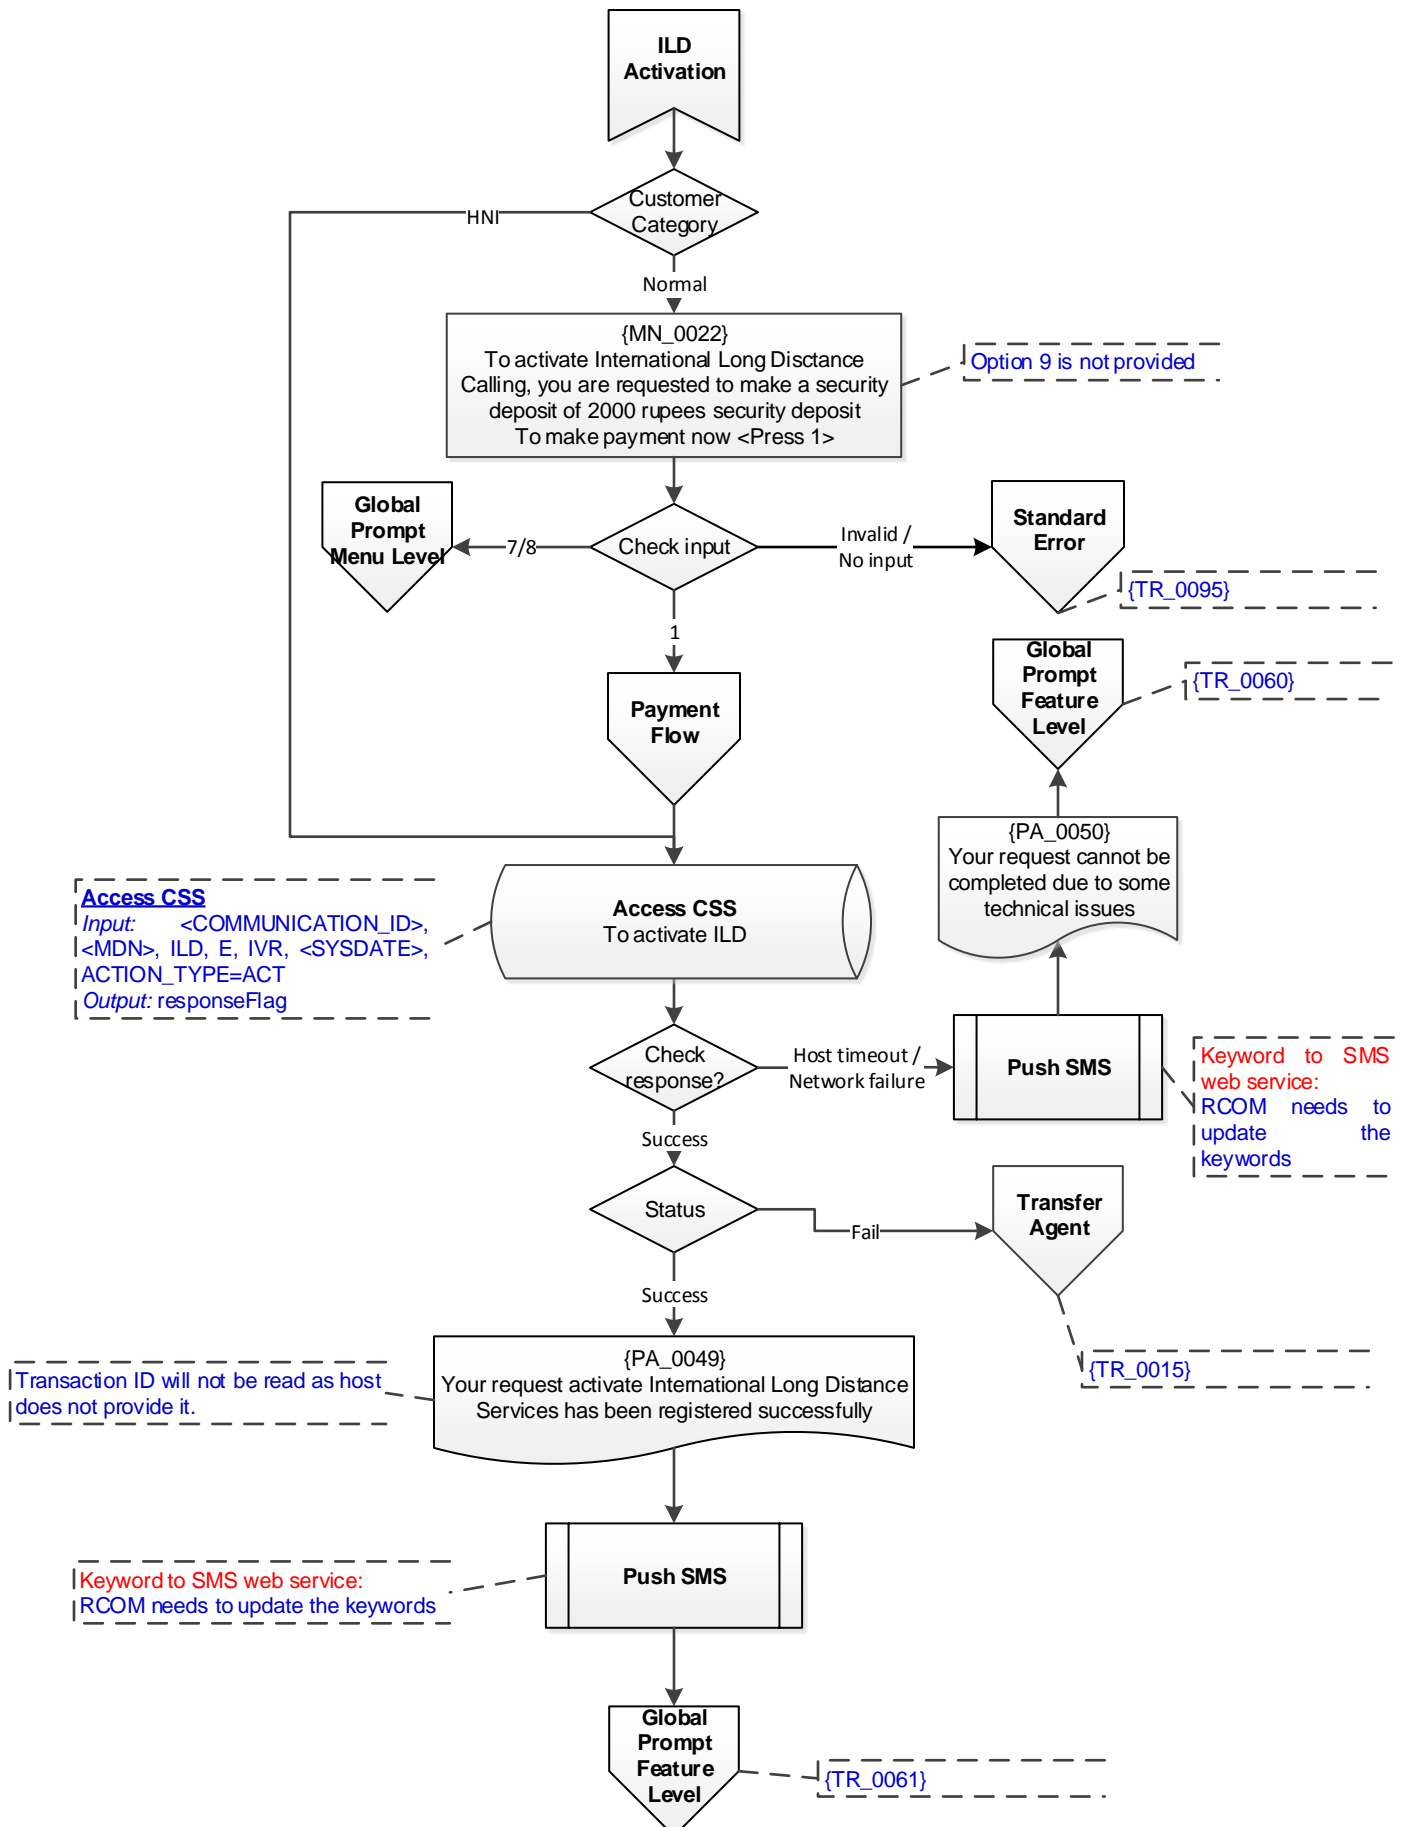 ILD
Activation
Customer
Category
HNI
Normal
{MN_0022}
To activate International Long Disctance
Calling, you are requested to make a security
deposit of 2000 rupees security deposit
To make payment now <Press 1>
Option 9 is not provided
Global
Prompt
Menu Level
7/8
Check input
Invalid /
No input
Standard
Error
{TR_0095}
1
Payment
Flow
Global
Prompt
Feature
Level
{TR_0060}
{PA_0050}
Your request cannot be
completed due to some
technical issues
Access CSS
Input: <COMMUNICATION_ID>,
<MDN>, ILD, E, IVR, <SYSDATE>,
ACTION_TYPE=ACT
Output: responseFlag
Access CSS
To activate ILD
Check
response?
Host timeout /
Network failure
Push SMS
Keyword to SMS
web service:
RCOM needs to
update the
keywords
Success
Status
Fail
Transfer
Agent
{TR_0015}
Success
{PA_0049}
Your request activate International Long Distance
Services has been registered successfully
Transaction ID will not be read as host
does not provide it.
Push SMS
Keyword to SMS web service:
RCOM needs to update the keywords
Global
Prompt
Feature
Level
{TR_0061}